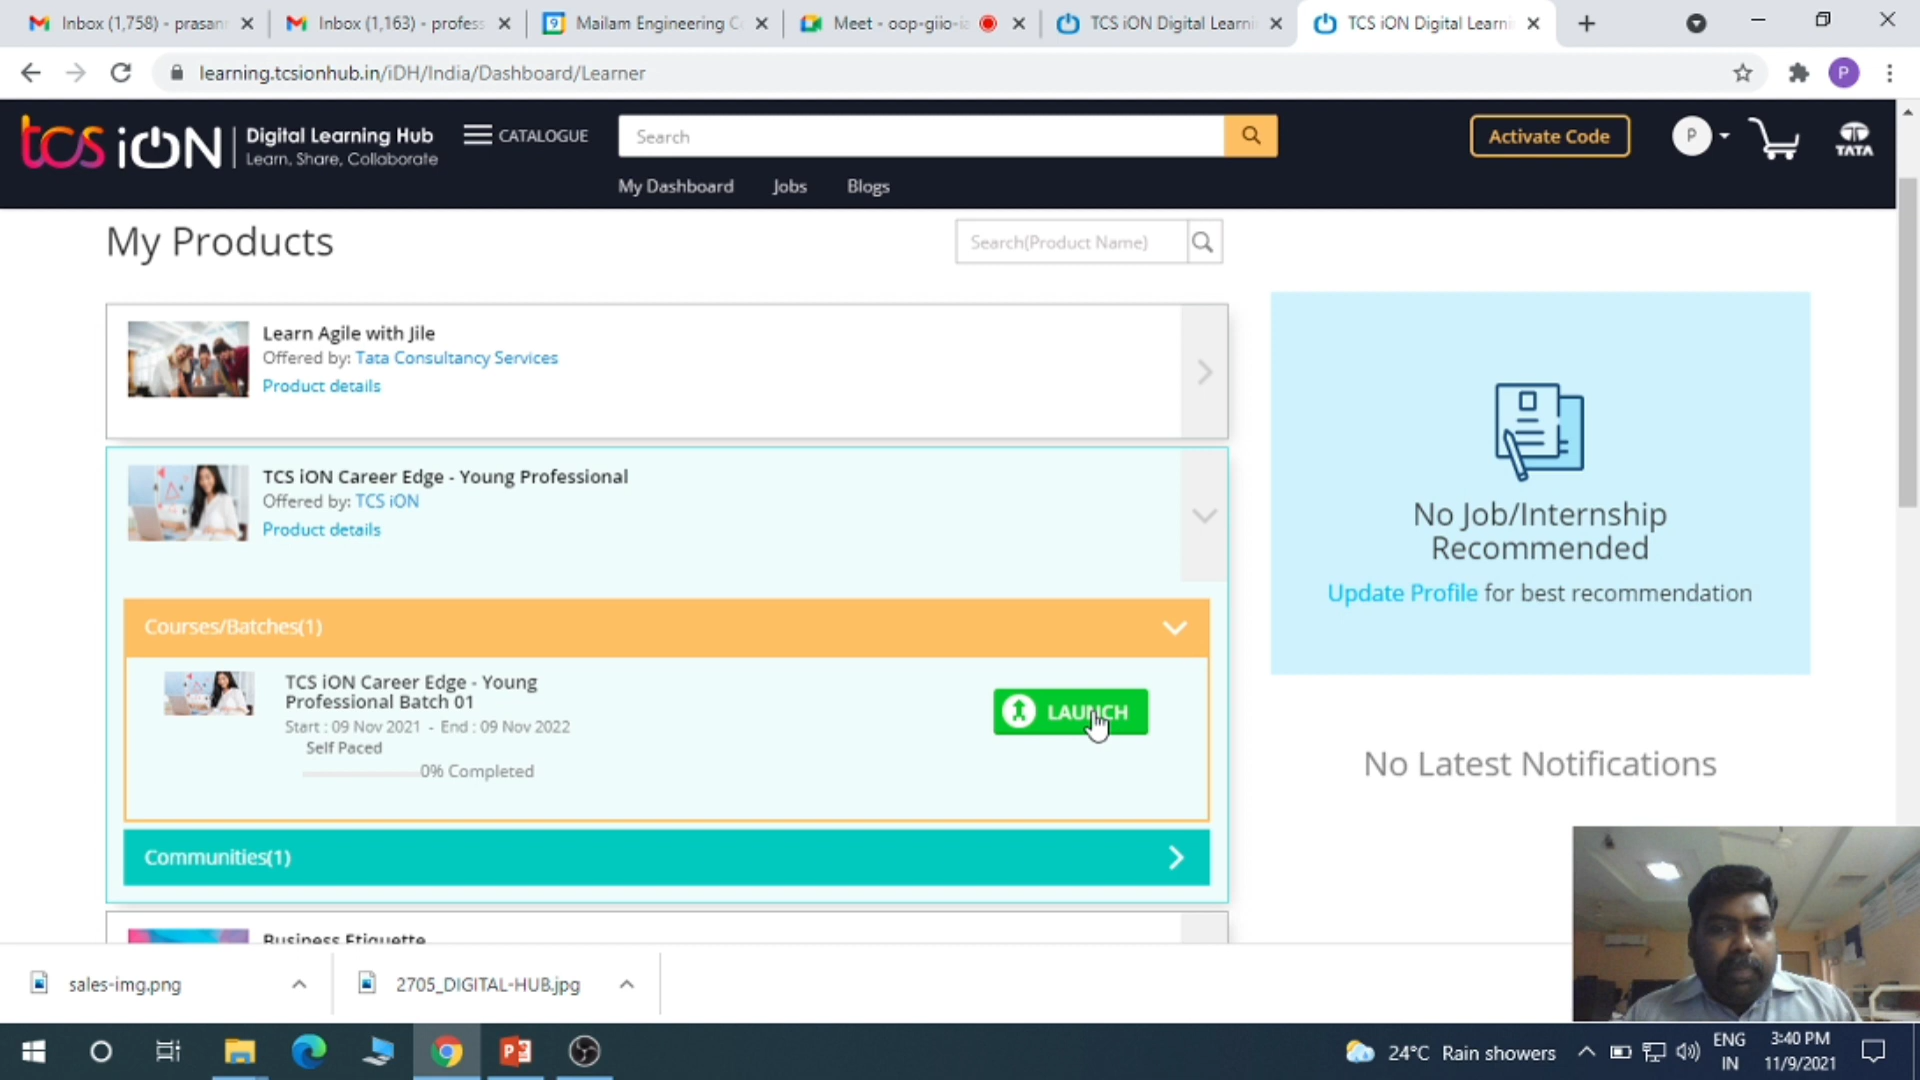 Inbox (1,758) - prasann
Inbox (1,163) - profess
9
Mailam Engineering C
Meet - oop-giio-i
TCS iON Digital Learni
TCS iON Digital Learni
learning.tcsionhub.in/iDH/India/Dashboard/Learner
P
tcs iON
Digital Learning Hub
Learn, Share, Collaborate
CATALOGUE
Search
Activate Code
P
TATA
My Dashboard
Jobs
Blogs
My Products
Search(Product Name)
Learn Agile with Jile
Offered by: Tata Consultancy Services
Product details
TCS iON Career Edge - Young Professional
Offered by: TCS iON
Product details
No Job/Internship
Recommended
Update Profile for best recommendation
Courses/Batches(1)
TCS iON Career Edge - Young
Professional Batch 01
Start : 09 Nov 2021 - End : 09 Nov 2022
Self Paced
0% Completed
LAUNCH
No Latest Notifications
Communities(1)
Business Etiquette
sales-img.png
2705_DIGITAL-HUB.jpg
24°C Rain showers
ENG
IN
3:40 PM
11/9/2021